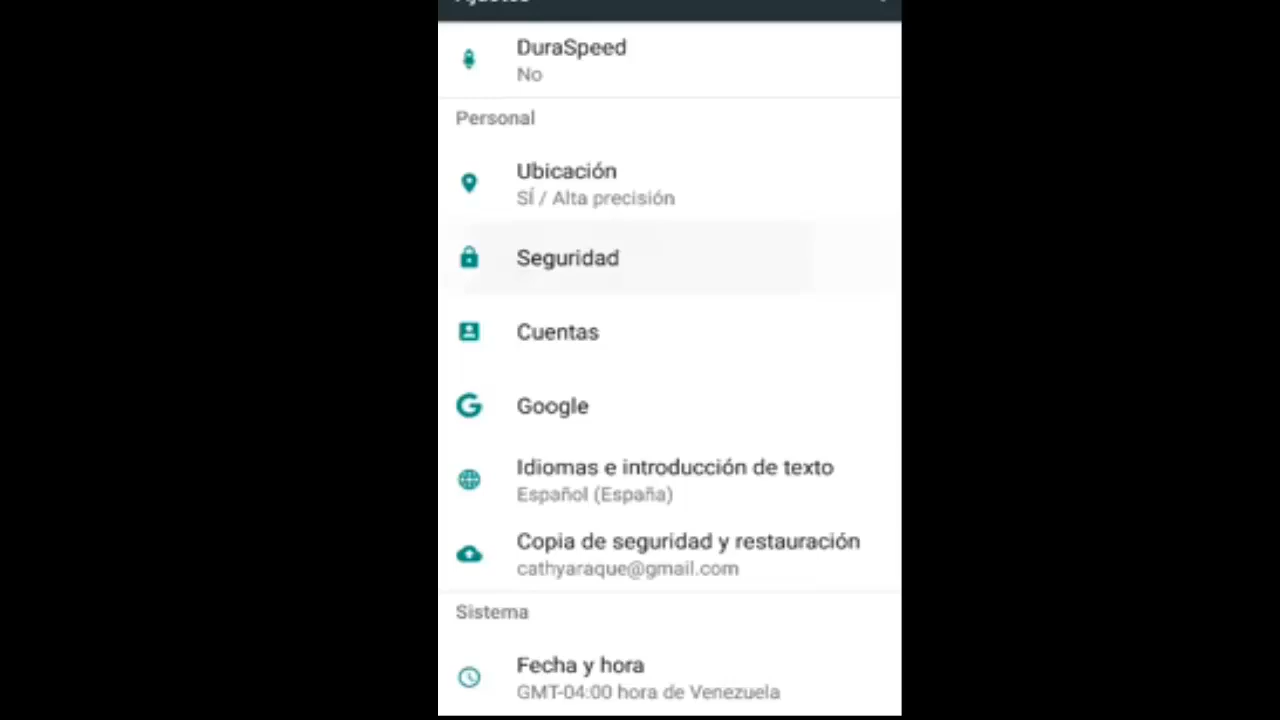 Ajustes
DuraSpeed
No
Personal
Ubicación
SÍ / Alta precisión
Seguridad
Cuentas
Google
Idiomas e introducción de texto
Español (España)
Copia de seguridad y restauración
cathyaraque@gmail.com
Sistema
Fecha y hora
GMT-04:00 hora de Venezuela